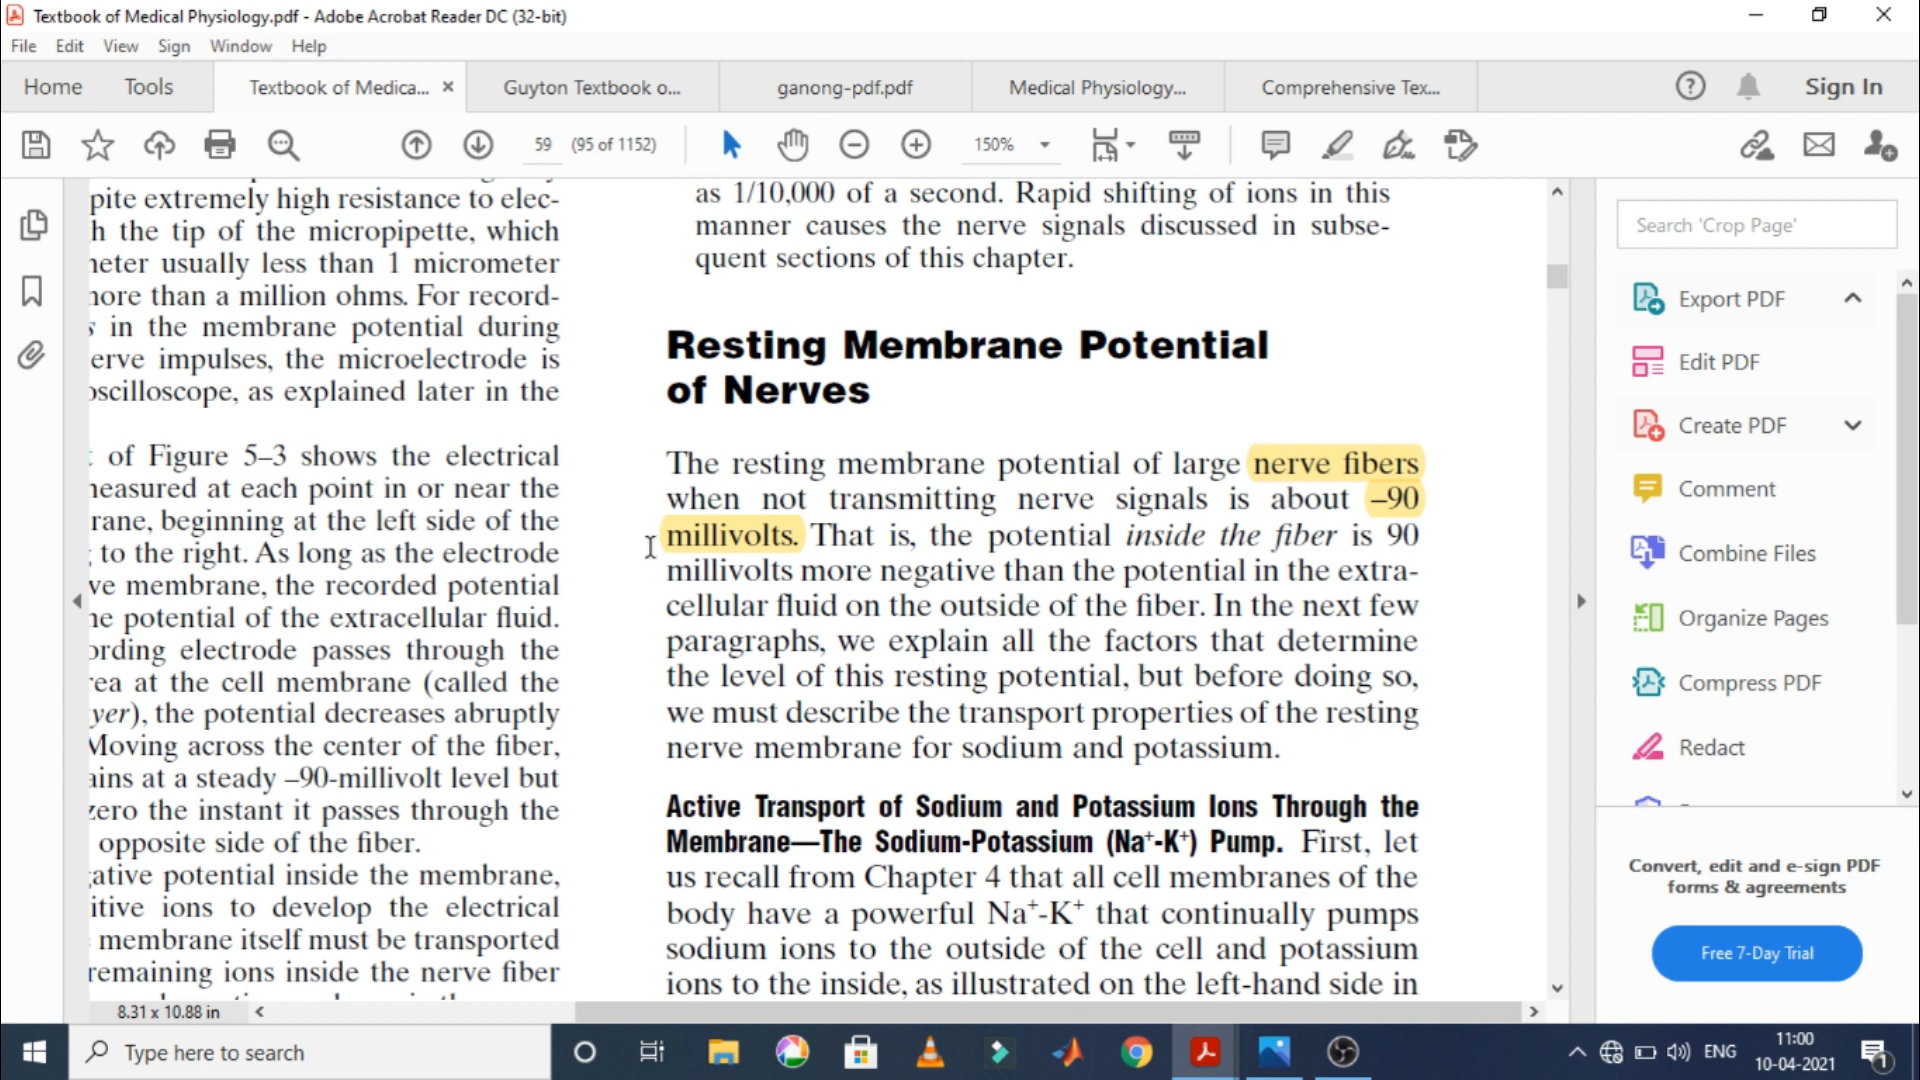 Textbook of Medical Physiology.pdf - Adobe Acrobat Reader DC (32-bit)
File Edit View Sign Window Help
Home Tools Textbook of Medica... × Guyton Textbook o... ganong-pdf.pdf Medical Physiology... Comprehensive Tex... Sign In
59 (95 of 1152) 150%
pite extremely high resistance to elec-
h the tip of the micropipette, which
neter usually less than 1 micrometer
nore than a million ohms. For record-
s in the membrane potential during
erve impulses, the microelectrode is
oscilloscope, as explained later in the
of Figure 5–3 shows the electrical
neasured at each point in or near the
rane, beginning at the left side of the
to the right. As long as the electrode
ve membrane, the recorded potential
ne potential of the extracellular fluid.
ording electrode passes through the
rea at the cell membrane (called the
yer), the potential decreases abruptly
Moving across the center of the fiber,
ains at a steady –90-millivolt level but
zero the instant it passes through the
opposite side of the fiber.
ative potential inside the membrane,
itive ions to develop the electrical
membrane itself must be transported
remaining ions inside the nerve fiber
as 1/10,000 of a second. Rapid shifting of ions in this
manner causes the nerve signals discussed in subse-
quent sections of this chapter.
Resting Membrane Potential
of Nerves
The resting membrane potential of large nerve fibers
when not transmitting nerve signals is about –90
millivolts. That is, the potential inside the fiber is 90
millivolts more negative than the potential in the extra-
cellular fluid on the outside of the fiber. In the next few
paragraphs, we explain all the factors that determine
the level of this resting potential, but before doing so,
we must describe the transport properties of the resting
nerve membrane for sodium and potassium.
Active Transport of Sodium and Potassium Ions Through the
Membrane—The Sodium-Potassium (Na⁺-K⁺) Pump. First, let
us recall from Chapter 4 that all cell membranes of the
body have a powerful Na⁺-K⁺ that continually pumps
sodium ions to the outside of the cell and potassium
ions to the inside, as illustrated on the left-hand side in
8.31 x 10.88 in
Search 'Crop Page'
Export PDF
Edit PDF
Create PDF
Comment
Combine Files
Organize Pages
Compress PDF
Redact
Convert, edit and e-sign PDF
forms & agreements
Free 7-Day Trial
Type here to search
ENG
11:00
10-04-2021
1